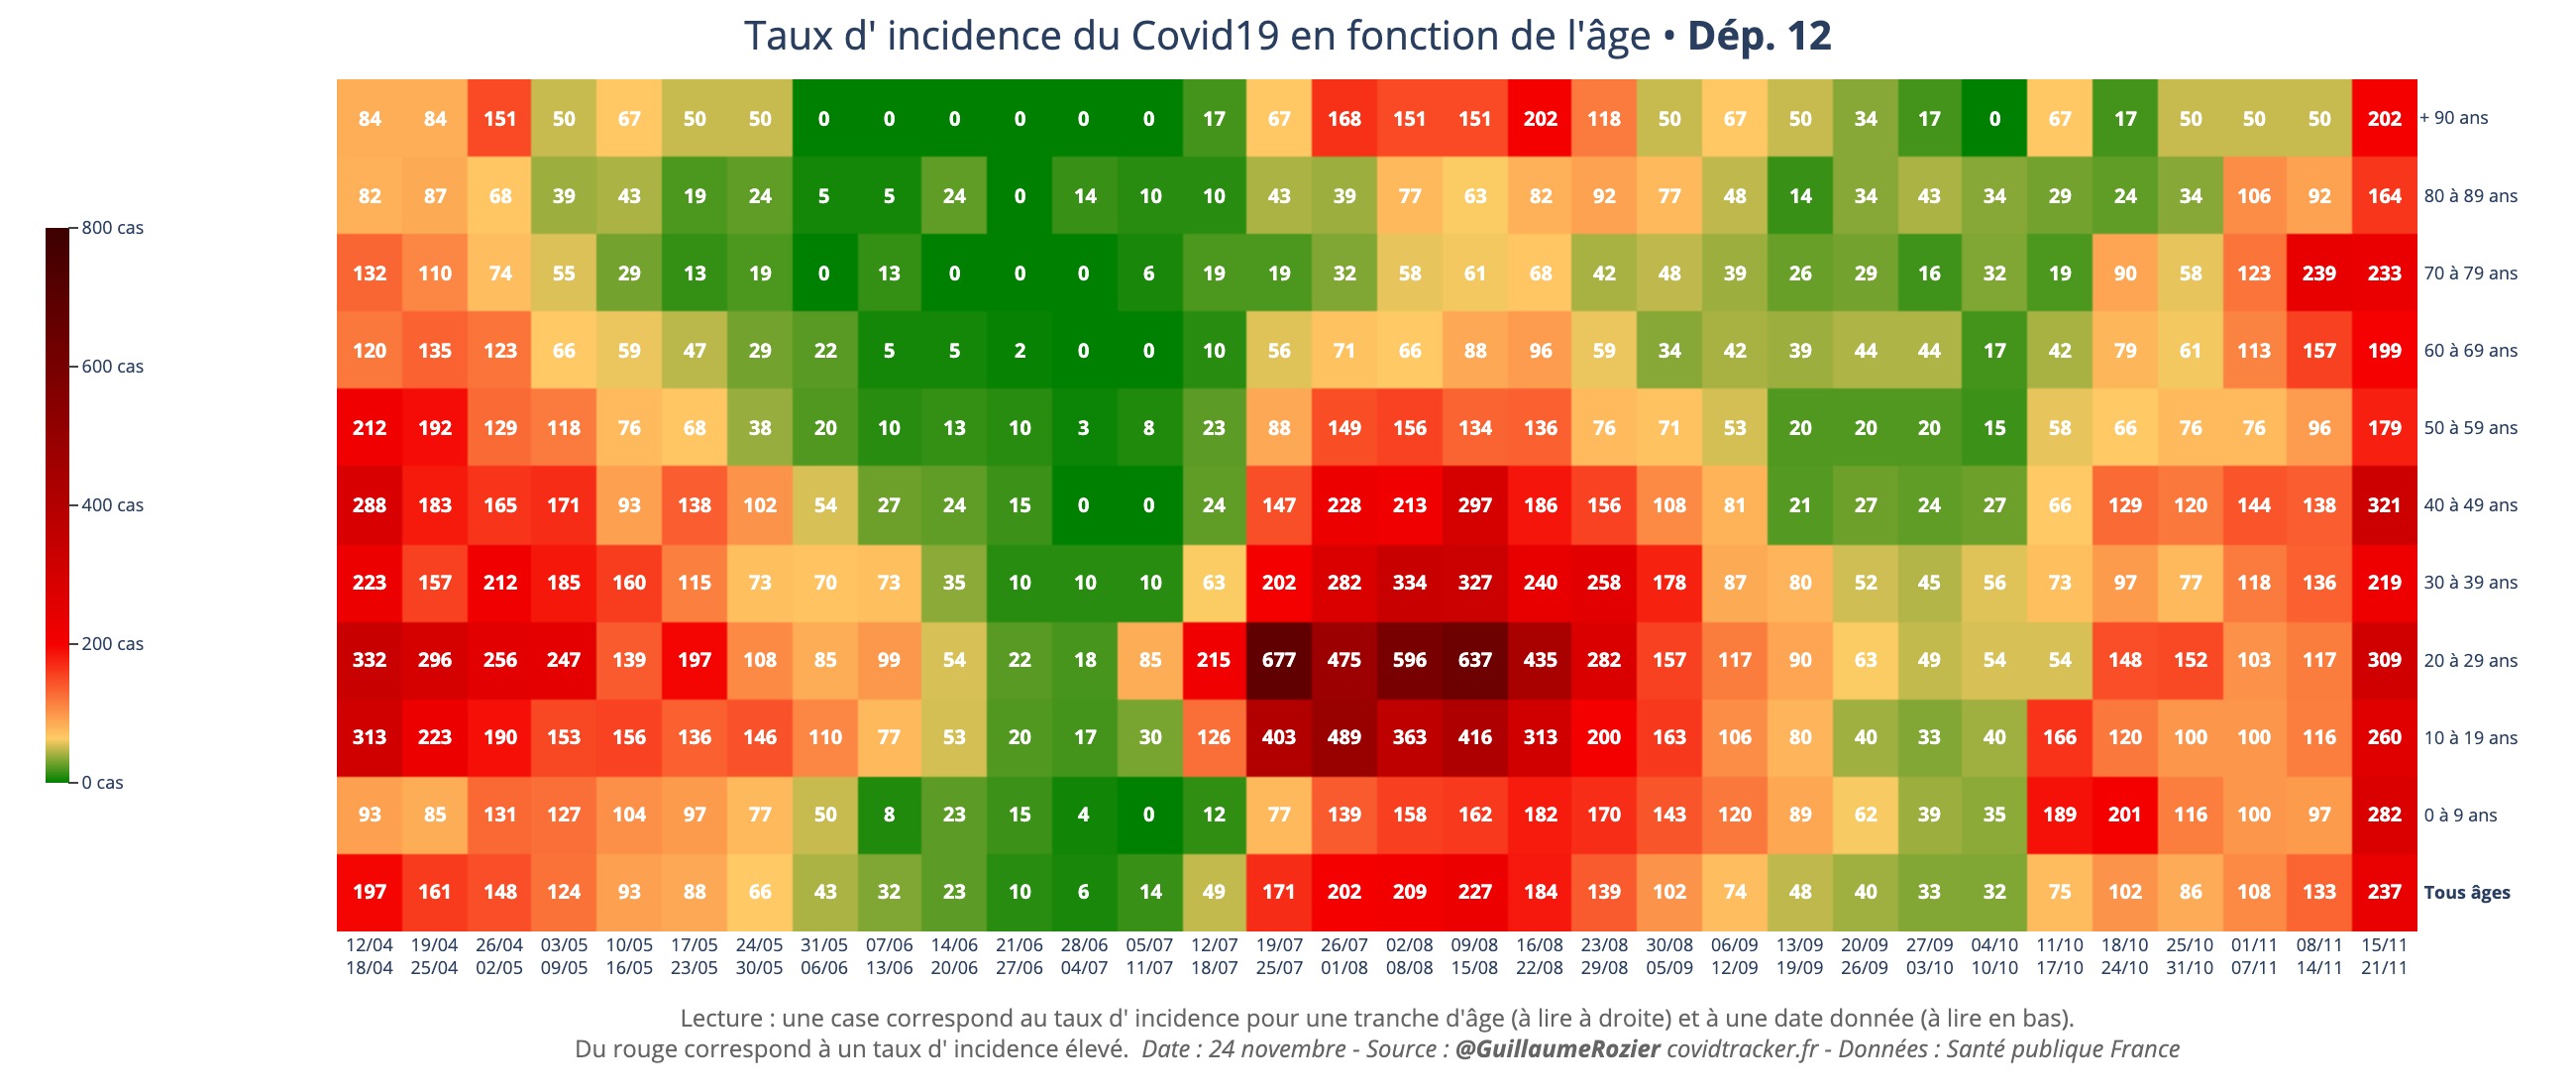 Taux d' incidence du Covid19 en fonction de l'âge • Dép. 12
84 84 151 50 67 50 50 0 0 0 0 0 0 17 67 168 151 151 202 118 50 67 50 34 17 0 67 17 50 50 50 202 + 90 ans
82 87 68 39 43 19 24 5 5 24 0 14 10 10 43 39 77 63 82 92 77 48 14 34 43 34 29 24 34 106 92 164 80 à 89 ans
800 cas
132 110 74 55 29 13 19 0 13 0 0 0 6 19 19 32 58 61 68 42 48 39 26 29 16 32 19 90 58 123 239 233 70 à 79 ans
120 135 123 66 59 47 29 22 5 5 2 0 0 10 56 71 66 88 96 59 34 42 39 44 44 17 42 79 61 113 157 199 60 à 69 ans
600 cas
212 192 129 118 76 68 38 20 10 13 10 3 8 23 88 149 156 134 136 76 71 53 20 20 20 15 58 66 76 76 96 179 50 à 59 ans
288 183 165 171 93 138 102 54 27 24 15 0 0 24 147 228 213 297 186 156 108 81 21 27 24 27 66 129 120 144 138 321 40 à 49 ans
400 cas
223 157 212 185 160 115 73 70 73 35 10 10 10 63 202 282 334 327 240 258 178 87 80 52 45 56 73 97 77 118 136 219 30 à 39 ans
200 cas
332 296 256 247 139 197 108 85 99 54 22 18 85 215 677 475 596 637 435 282 157 117 90 63 49 54 54 148 152 103 117 309 20 à 29 ans
313 223 190 153 156 136 146 110 77 53 20 17 30 126 403 489 363 416 313 200 163 106 80 40 33 40 166 120 100 100 116 260 10 à 19 ans
0 cas
93 85 131 127 104 97 77 50 8 23 15 4 0 12 77 139 158 162 182 170 143 120 89 62 39 35 189 201 116 100 97 282 0 à 9 ans
197 161 148 124 93 88 66 43 32 23 10 6 14 49 171 202 209 227 184 139 102 74 48 40 33 32 75 102 86 108 133 237 Tous âges
12/04 19/04 26/04 03/05 10/05 17/05 24/05 31/05 07/06 14/06 21/06 28/06 05/07 12/07 19/07 26/07 02/08 09/08 16/08 23/08 30/08 06/09 13/09 20/09 27/09 04/10 11/10 18/10 25/10 01/11 08/11 15/11
18/04 25/04 02/05 09/05 16/05 23/05 30/05 06/06 13/06 20/06 27/06 04/07 11/07 18/07 25/07 01/08 08/08 15/08 22/08 29/08 05/09 12/09 19/09 26/09 03/10 10/10 17/10 24/10 31/10 07/11 14/11 21/11
Lecture : une case correspond au taux d' incidence pour une tranche d'âge (à lire à droite) et à une date donnée (à lire en bas).
Du rouge correspond à un taux d' incidence élevé. Date : 24 novembre - Source : @GuillaumeRozier covidtracker.fr - Données : Santé publique France